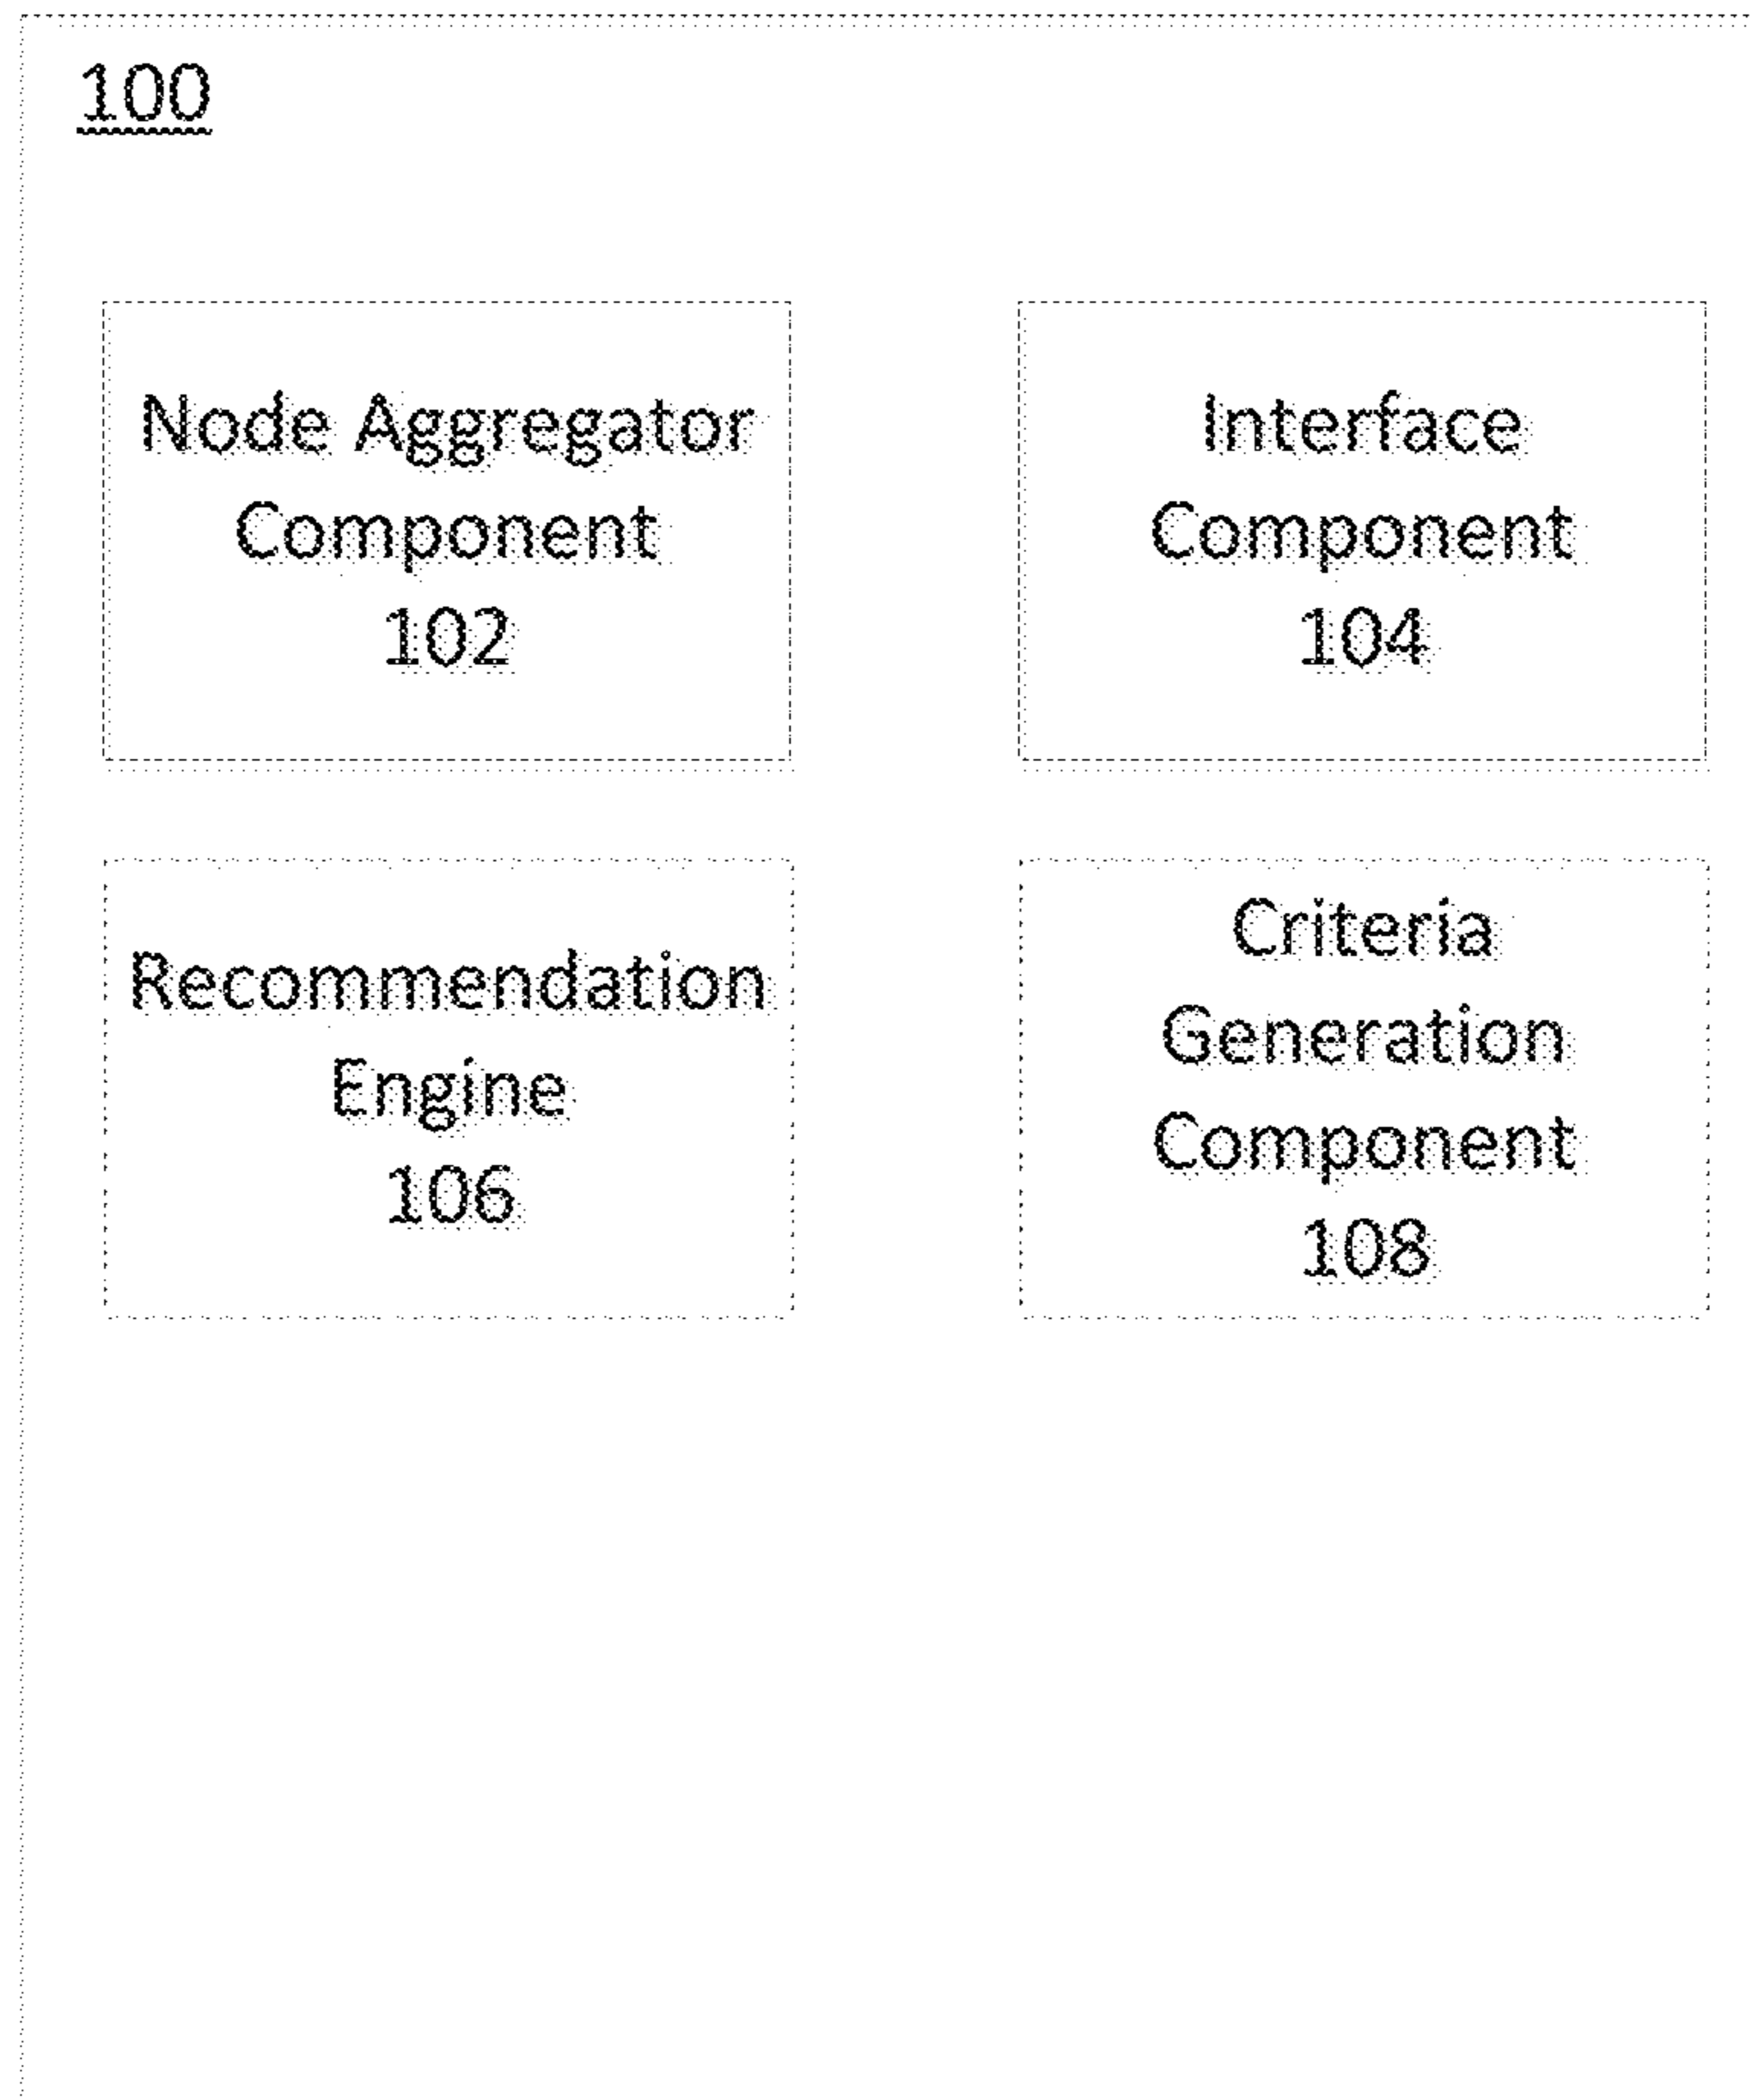 100
Node Aggregator
Component
102
Interface
Component
104
Recommendation
Engine
106
Criteria
Generation
Component
108